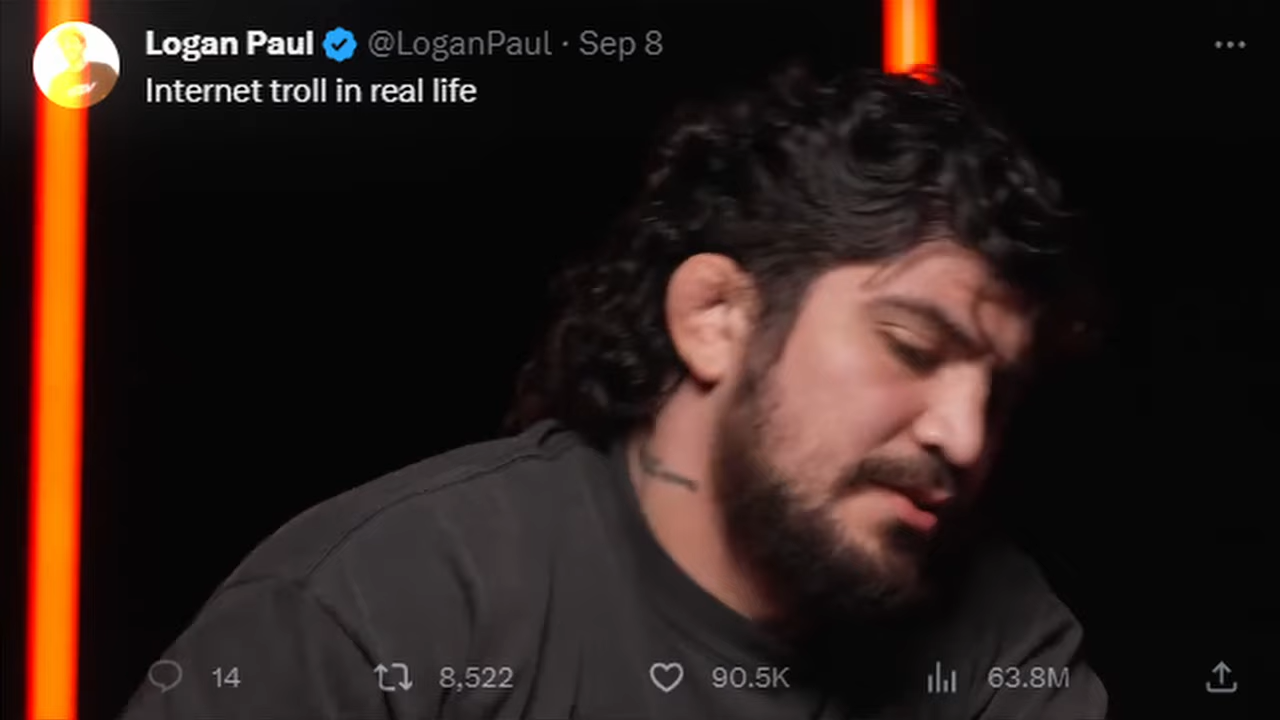 Logan Paul @LoganPaul · Sep 8
Internet troll in real life
14 8,522 90.5K 63.8M